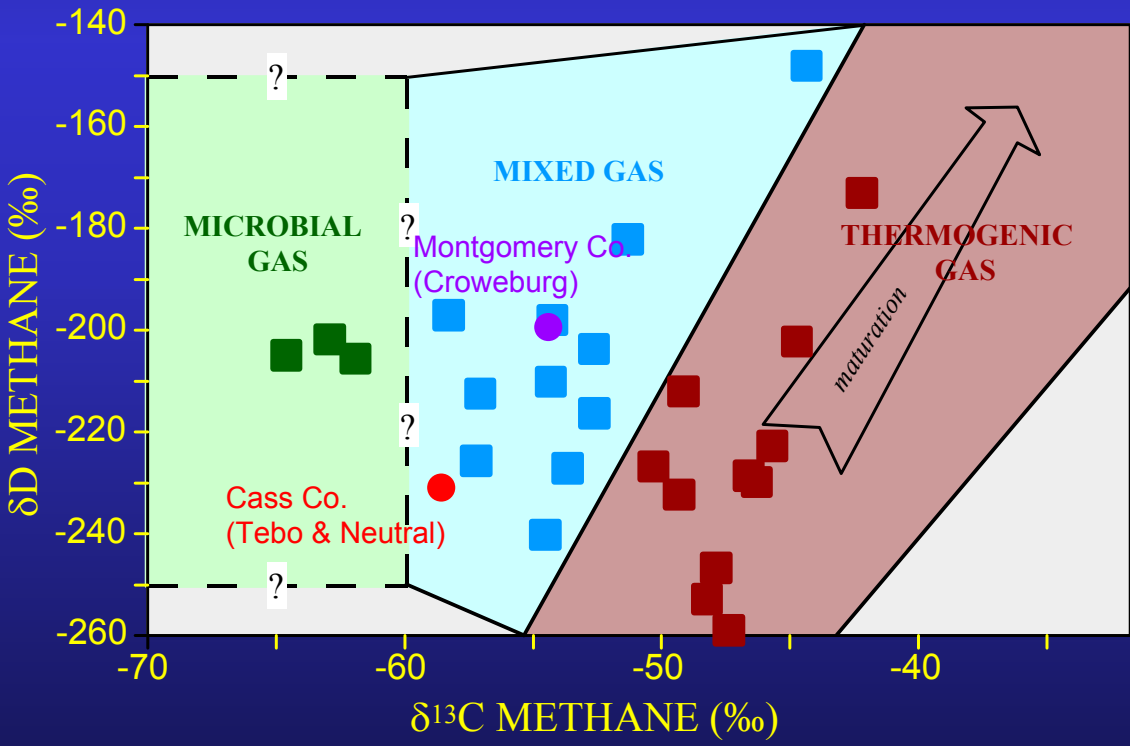 -140
-160
-180
-200
-220
-240
-260
δD METHANE (‰)
?
?
?
?
MICROBIAL
GAS
MIXED GAS
THERMOGENIC
GAS
maturation
Montgomery Co.
(Croweburg)
Cass Co.
(Tebo & Neutral)
-70
-60
-50
-40
δ13C METHANE (‰)